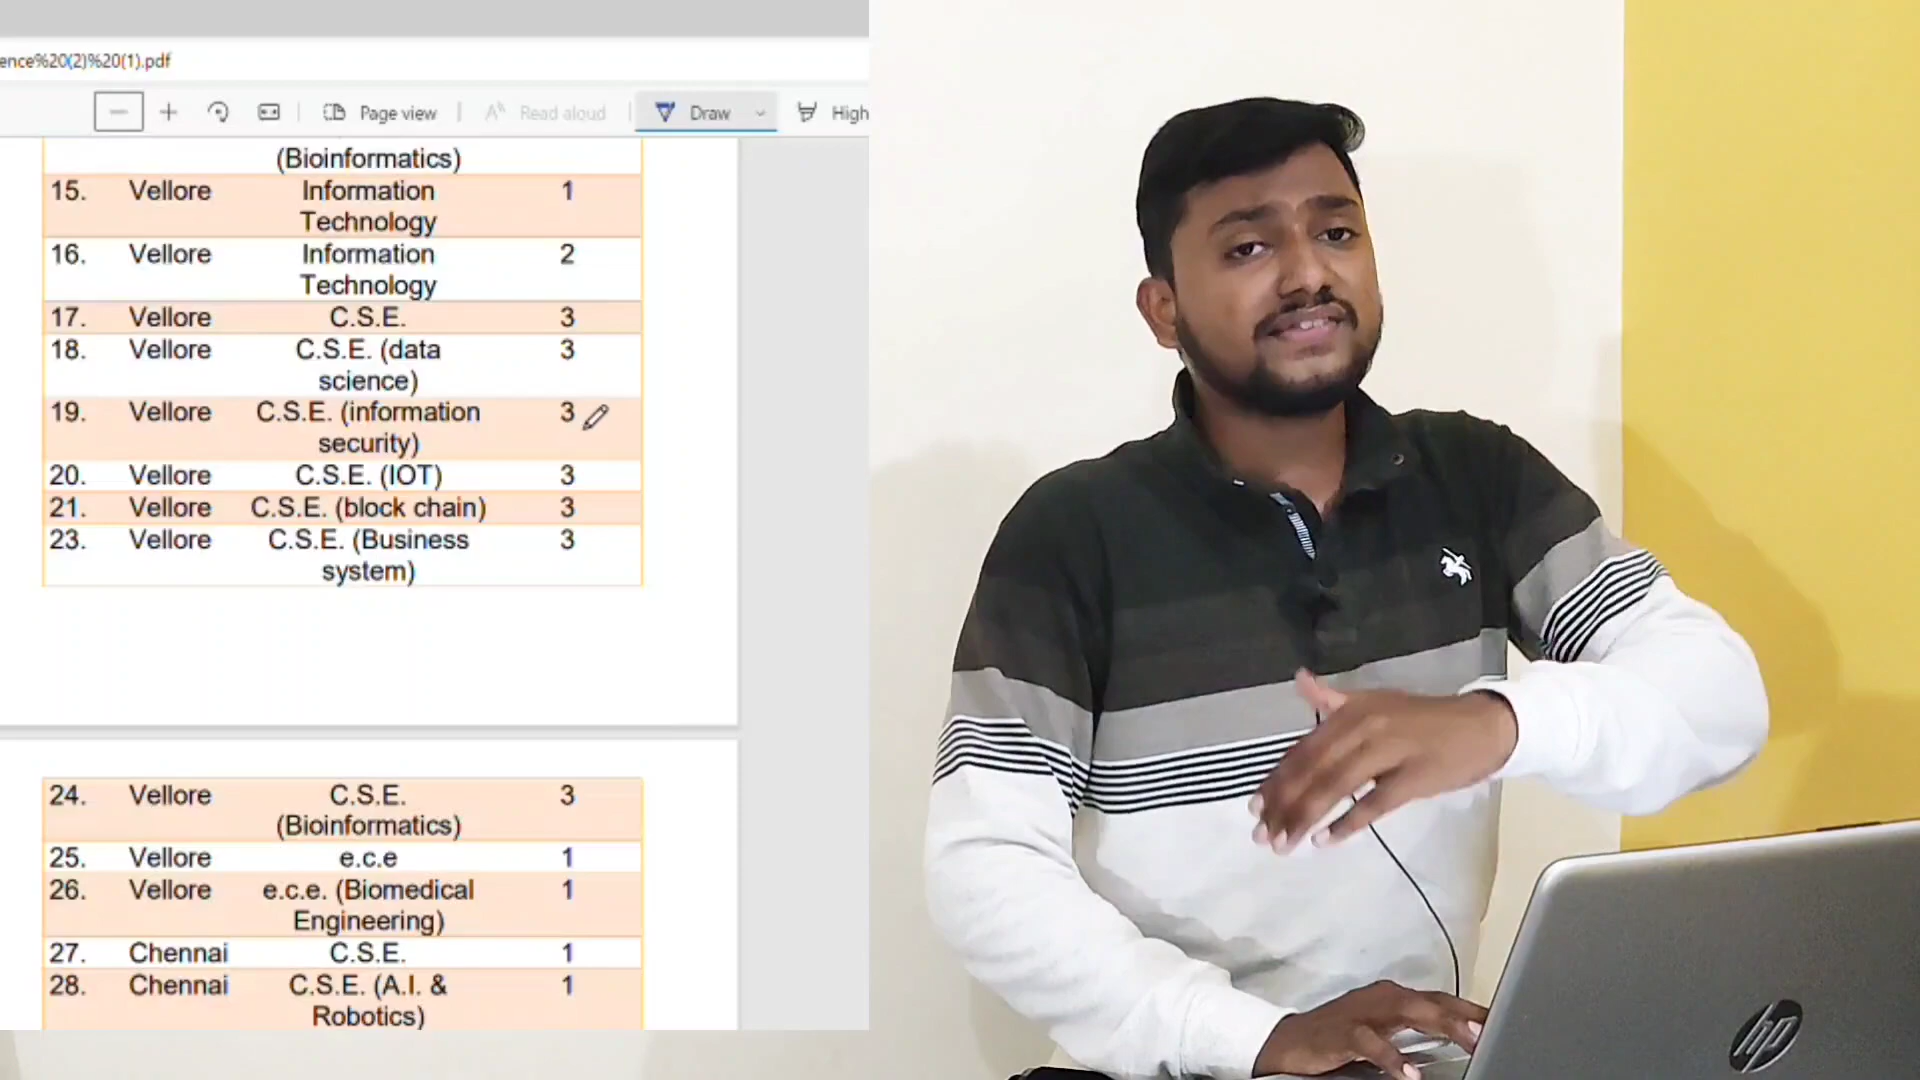 ence%20(2)%20(1).pdf
Page view Read aloud Draw High
(Bioinformatics)
15. Vellore Information 1
Technology
16. Vellore Information 2
Technology
17. Vellore C.S.E. 3
18. Vellore C.S.E. (data 3
science)
19. Vellore C.S.E. (information 3
security)
20. Vellore C.S.E. (IOT) 3
21. Vellore C.S.E. (block chain) 3
23. Vellore C.S.E. (Business 3
system)
24. Vellore C.S.E. 3
(Bioinformatics)
25. Vellore e.c.e 1
26. Vellore e.c.e. (Biomedical 1
Engineering)
27. Chennai C.S.E. 1
28. Chennai C.S.E. (A.I. & 1
Robotics)
hp